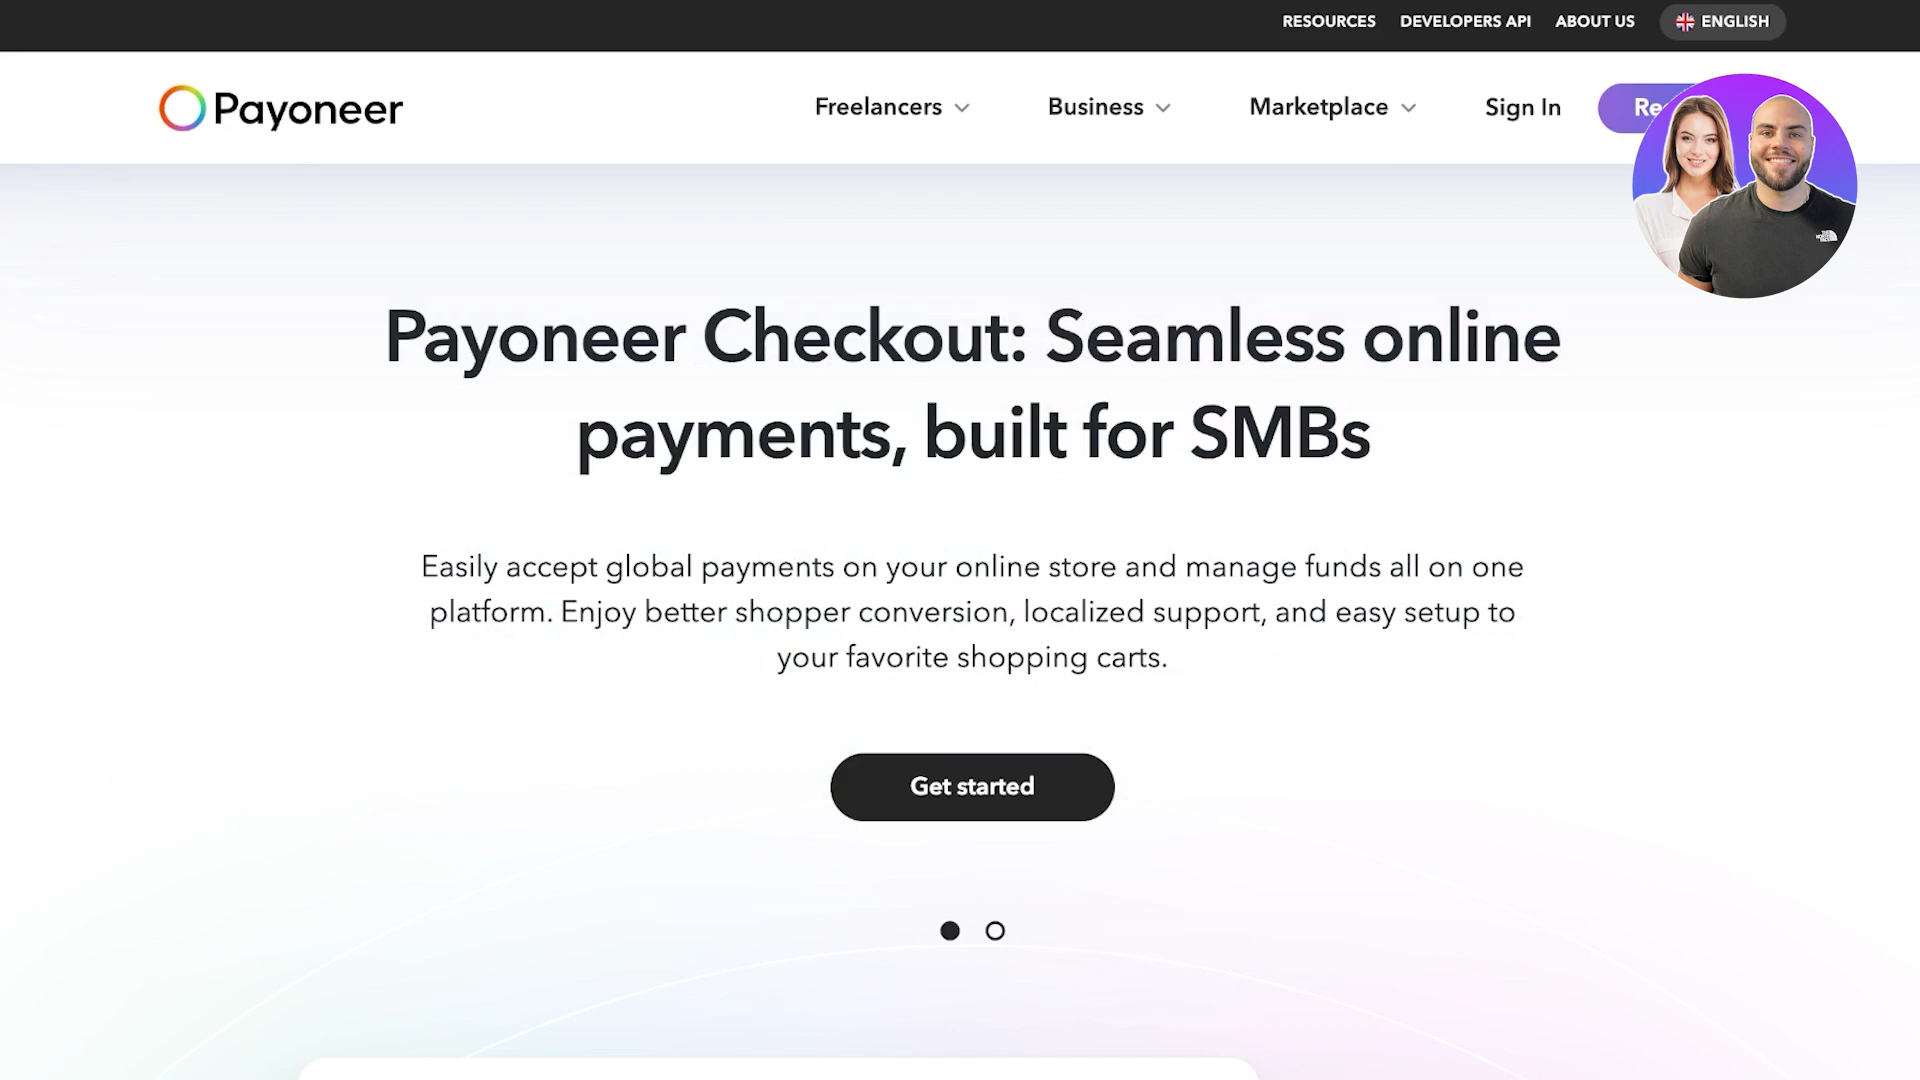 RESOURCES DEVELOPERS API ABOUT US ENGLISH
Payoneer Freelancers Business Marketplace Sign In
Payoneer Checkout: Seamless online
payments, built for SMBs
Easily accept global payments on your online store and manage funds all on one
platform. Enjoy better shopper conversion, localized support, and easy setup to
your favorite shopping carts.
Get started